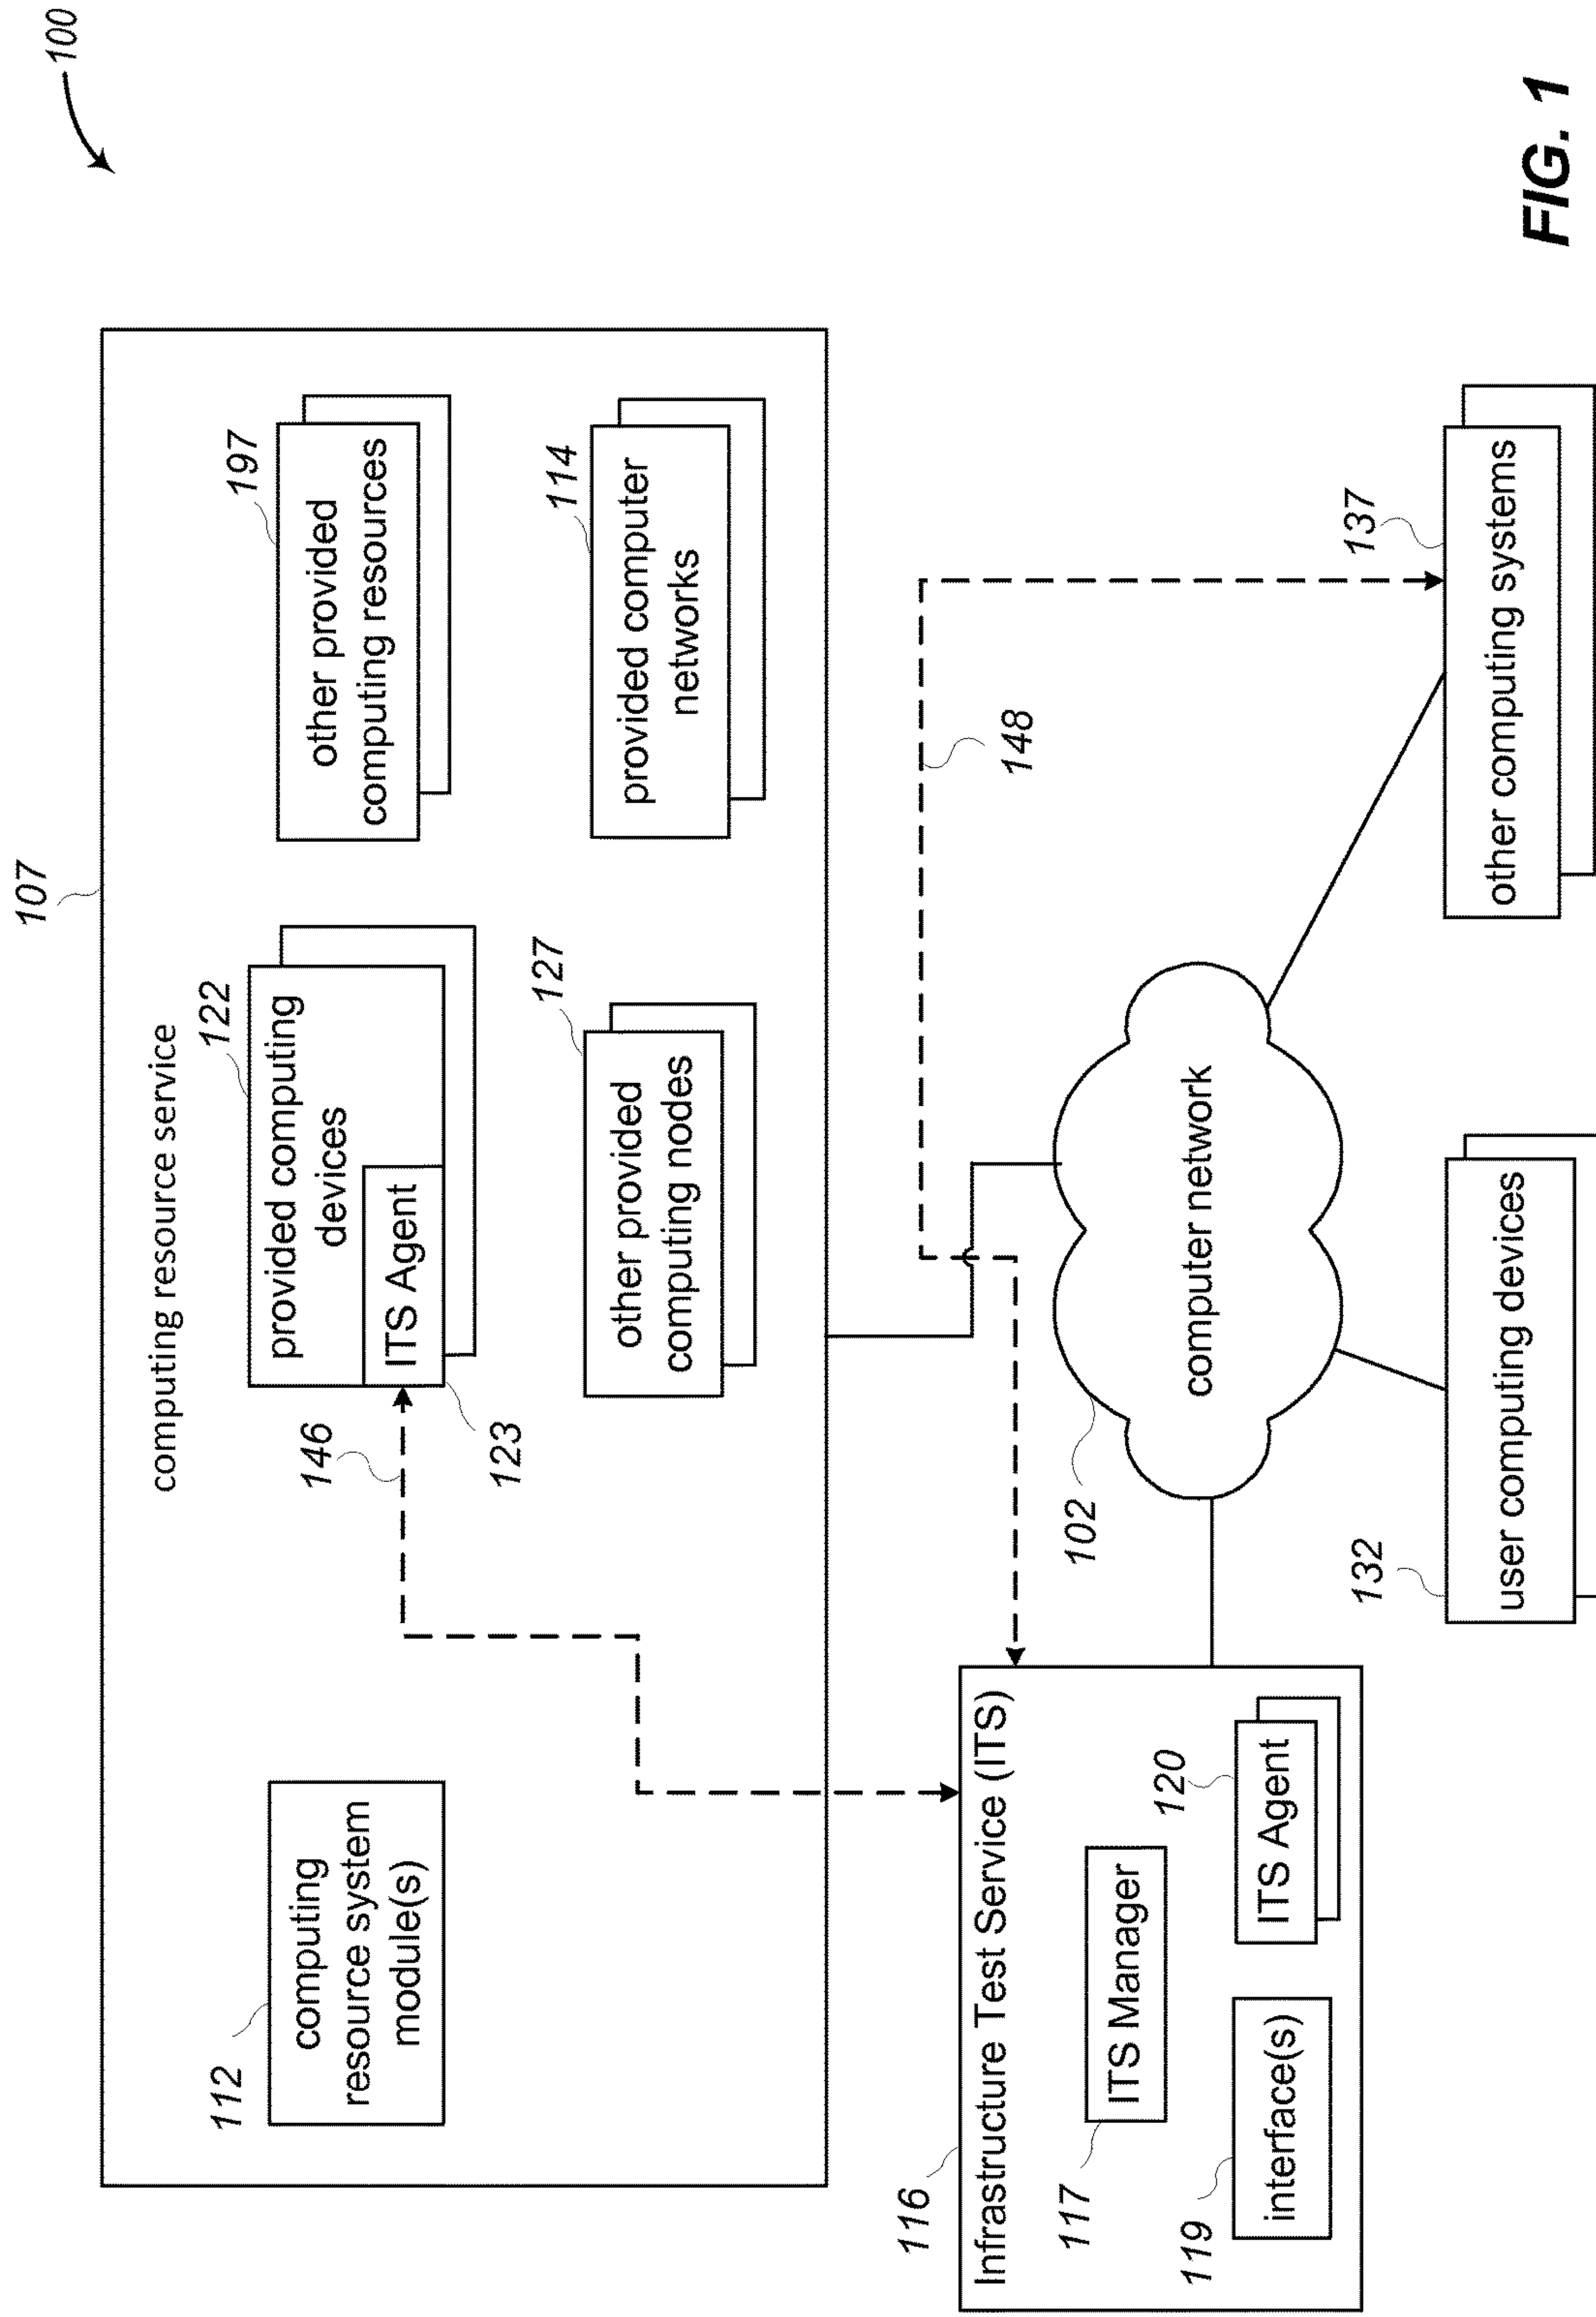 100
107
computing resource service
112
computing
resource system
module(s)
146
122
provided computing
devices
ITS Agent
123
197
other provided
computing resources
127
other provided
computing nodes
114
provided computer
networks
148
116
Infrastructure Test Service (ITS)
117
ITS Manager
119
interface(s)
120
ITS Agent
102
computer network
132
user computing devices
137
other computing systems
FIG. 1